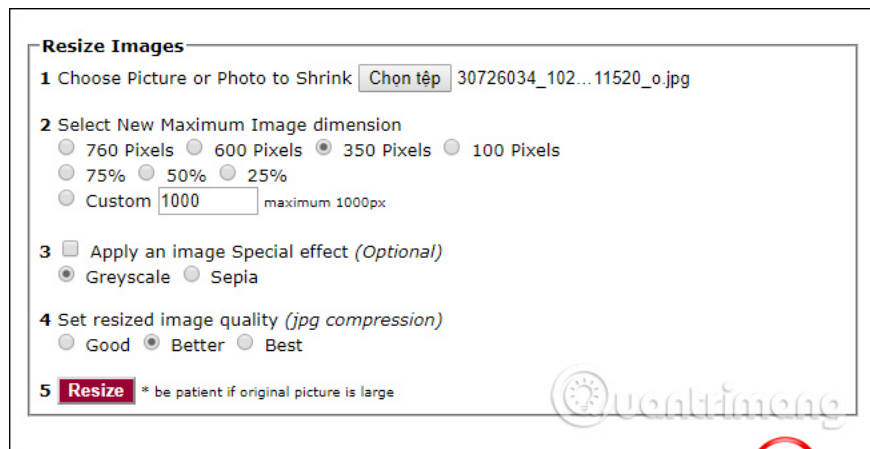 Resize Images
1 Choose Picture or Photo to Shrink Chọn tệp 30726034_102...11520_o.jpg
2 Select New Maximum Image dimension
760 Pixels 600 Pixels 350 Pixels 100 Pixels
75% 50% 25%
Custom 1000 maximum 1000px
3 Apply an image Special effect (Optional)
Greyscale Sepia
4 Set resized image quality (jpg compression)
Good Better Best
5 Resize * be patient if original picture is large
Quantrimang